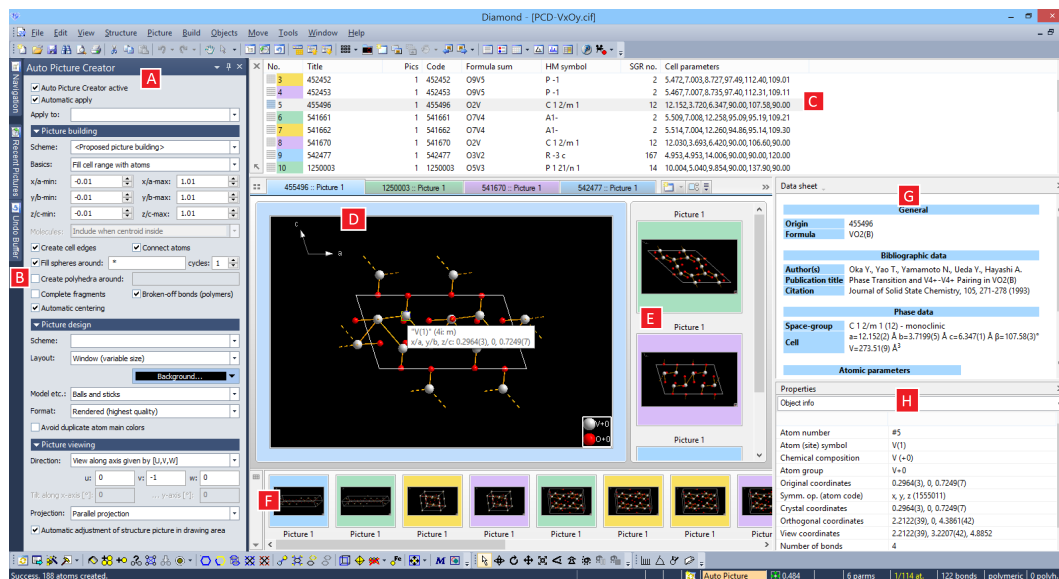 Diamond - [PCD-VxOy.cif]
File Edit View Structure Picture Build Objects Move Tools Window Help
Navigation
Recent Pictures
Undo Buffer
Auto Picture Creator
A
Auto Picture Creator active
Automatic apply
Apply to:
Picture building
Scheme: <Proposed picture building>
Basics: Fill cell range with atoms
x/a-min: -0.01 x/a-max: 1.01
y/b-min: -0.01 y/b-max: 1.01
z/c-min: -0.01 z/c-max: 1.01
Molecules: Include when centroid inside
Create cell edges Connect atoms
Fill spheres around: * cycles: 1
B
Create polyhedra around:
Complete fragments Broken-off bonds (polymers)
Automatic centering
Picture design
Scheme:
Layout: Window (variable size)
Background...
Model etc.: Balls and sticks
Format: Rendered (highest quality)
Avoid duplicate atom main colors
Picture viewing
Direction: View along axis given by [U,V,W]
u: 0 v: -1 w: 0
Tilt along x-axis [°]: 0 ... y-axis [°]: 0
Projection: Parallel projection
Automatic adjustment of structure picture in drawing area
No. Title Pics Code Formula sum HM symbol SGR no. Cell parameters
3 452452 1 452452 O9V5 P -1 2 5.472,7.003,8.727,97.49,112.40,109.01
4 452453 1 452453 O9V5 P -1 2 5.467,7.007,8.735,97.40,112.31,109.11
5 455496 1 455496 O2V C 1 2/m 1 12 12.152,3.720,6.347,90.00,107.58,90.00
C
6 541661 1 541661 O7V4 A1- 2 5.509,7.008,12.258,95.09,95.19,109.21
7 541662 1 541662 O7V4 A1- 2 5.514,7.004,12.260,94.86,95.14,109.30
8 541670 1 541670 O2V C 1 2/m 1 12 12.030,3.693,6.420,90.00,106.60,90.00
9 542477 1 542477 O3V2 R -3 c 167 4.953,4.953,14.006,90.00,90.00,120.00
10 1250003 1 1250003 O5V3 P 1 21/n 1 14 10.004,5.040,9.854,90.00,137.90,90.00
455496 :: Picture 1 1250003 :: Picture 1 541670 :: Picture 1 542477 :: Picture 1
D
c
a
"V(1)" (4i: m)
x/a, y/b, z/c: 0.2964(3), 0, 0.7249(7)
V+0
O+0
Picture 1
E
Picture 1
Picture 1
F
Picture 1 Picture 1 Picture 1 Picture 1 Picture 1 Picture 1 Picture 1 Picture 1
Data sheet
G
General
Origin 455496
Formula VO2(B)
Bibliographic data
Author(s) Oka Y., Yao T., Yamamoto N., Ueda Y., Hayashi A.
Publication title Phase Transition and V4+-V4+ Pairing in VO2(B)
Citation Journal of Solid State Chemistry, 105, 271-278 (1993)
Phase data
Space-group C 1 2/m 1 (12) - monoclinic
Cell a=12.152(2) Å b=3.7199(5) Å c=6.347(1) Å β=107.58(3)°
V=273.51(9) Å³
Atomic parameters
Properties
H
Object info
Atom number #5
Atom (site) symbol V(1)
Chemical composition V (+0)
Atom group V+0
Original coordinates 0.2964(3), 0, 0.7249(7)
Symm. op. (atom code) x, y, z (1555011)
Crystal coordinates 0.2964(3), 0, 0.7249(7)
Orthogonal coordinates 2.2122(39), 0, 4.3861(42)
View coordinates 2.2122(39), 3.2207(42), 4.8852
Number of bonds 4
Success. 188 atoms created.
Auto Picture 0.484 6 parms 1/114 at. 122 bonds polymeric 0 polyh.